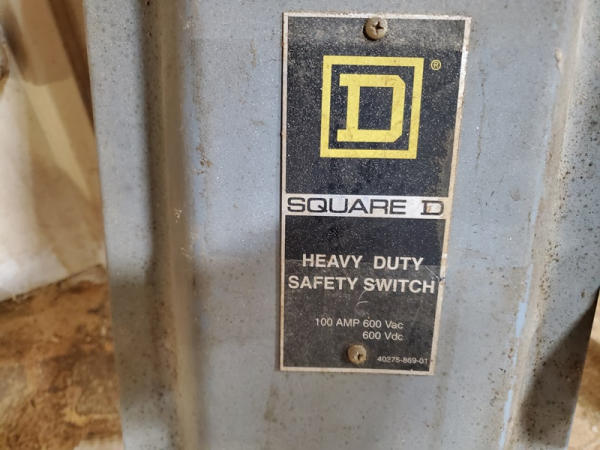 D
®
SQUARE D
HEAVY DUTY
SAFETY SWITCH
100 AMP 600 Vac
600 Vdc
40275-869-01